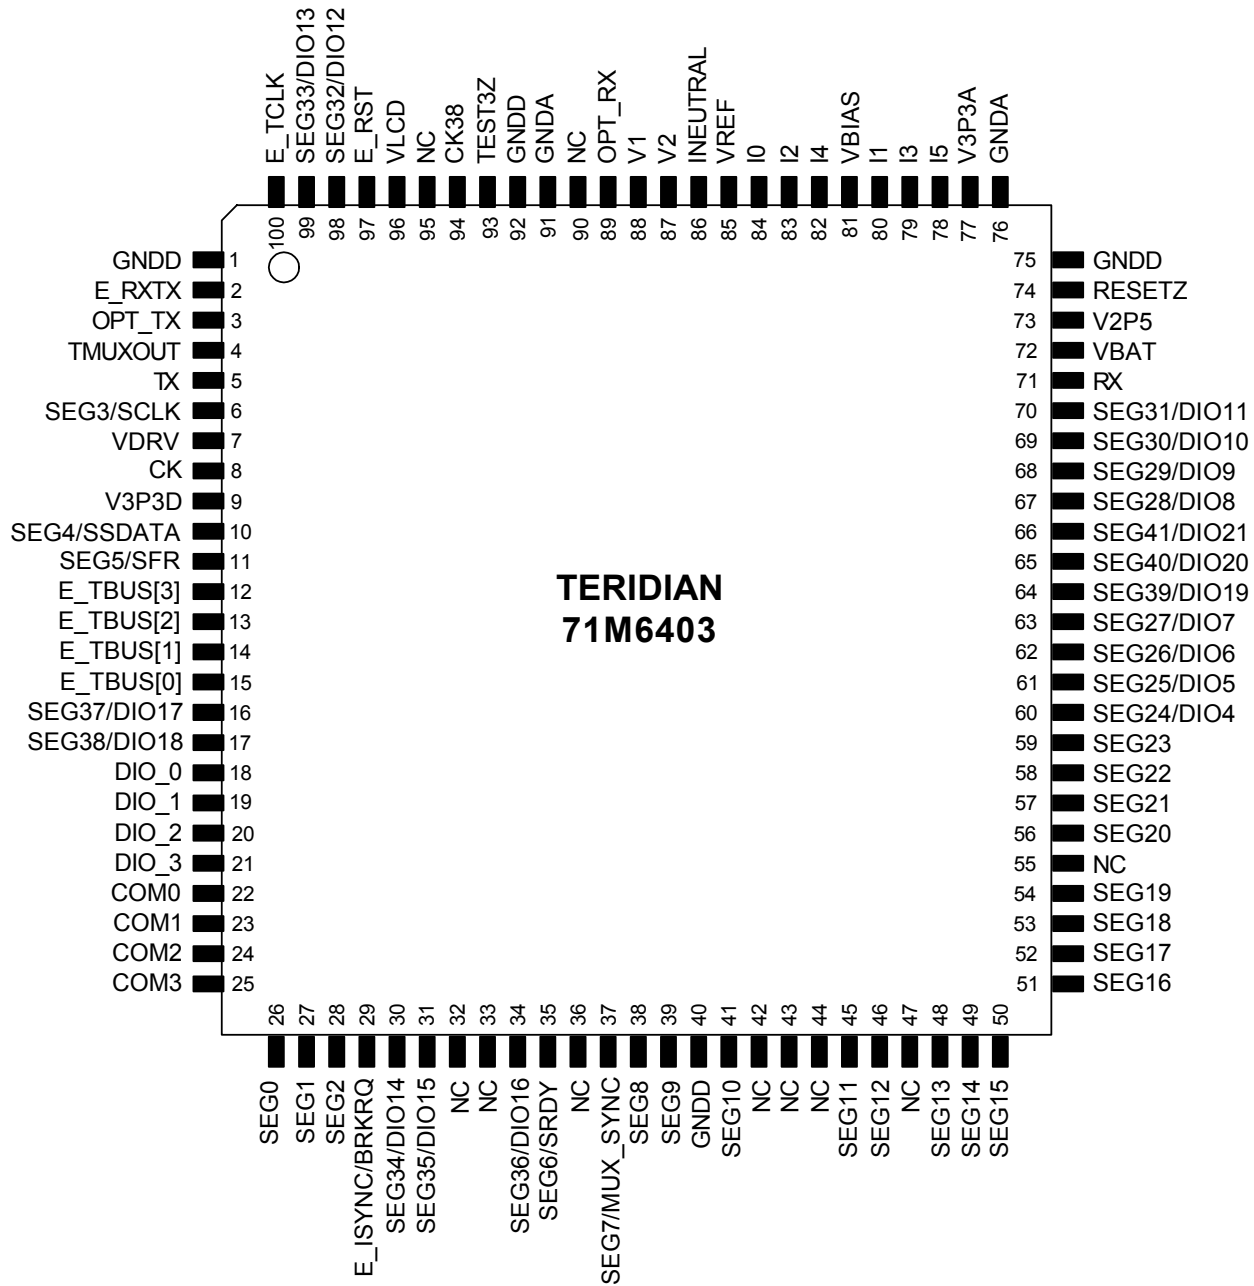 E_TCLK
SEG33/DIO13
SEG32/DIO12
E_RST
VLCD
NC
CK38
TEST3Z
GNDD
GNDA
NC
OPT_RX
V1
V2
INEUTRAL
VREF
I0
I2
I4
VBIAS
I1
I3
I5
V3P3A
GNDA
100
99
98
97
96
95
94
93
92
91
90
89
88
87
86
85
84
83
82
81
80
79
78
77
76
GNDD 1
E_RXTX 2
OPT_TX 3
TMUXOUT 4
TX 5
SEG3/SCLK 6
VDRV 7
CK 8
V3P3D 9
SEG4/SSDATA 10
SEG5/SFR 11
E_TBUS[3] 12
E_TBUS[2] 13
E_TBUS[1] 14
E_TBUS[0] 15
SEG37/DIO17 16
SEG38/DIO18 17
DIO_0 18
DIO_1 19
DIO_2 20
DIO_3 21
COM0 22
COM1 23
COM2 24
COM3 25
TERIDIAN
71M6403
75 GNDD
74 RESETZ
73 V2P5
72 VBAT
71 RX
70 SEG31/DIO11
69 SEG30/DIO10
68 SEG29/DIO9
67 SEG28/DIO8
66 SEG41/DIO21
65 SEG40/DIO20
64 SEG39/DIO19
63 SEG27/DIO7
62 SEG26/DIO6
61 SEG25/DIO5
60 SEG24/DIO4
59 SEG23
58 SEG22
57 SEG21
56 SEG20
55 NC
54 SEG19
53 SEG18
52 SEG17
51 SEG16
26
27
28
29
30
31
32
33
34
35
36
37
38
39
40
41
42
43
44
45
46
47
48
49
50
SEG0
SEG1
SEG2
E_ISYNC/BRKRQ
SEG34/DIO14
SEG35/DIO15
NC
NC
SEG36/DIO16
SEG6/SRDY
NC
SEG7/MUX_SYNC
SEG8
SEG9
GNDD
SEG10
NC
NC
NC
SEG11
SEG12
NC
SEG13
SEG14
SEG15